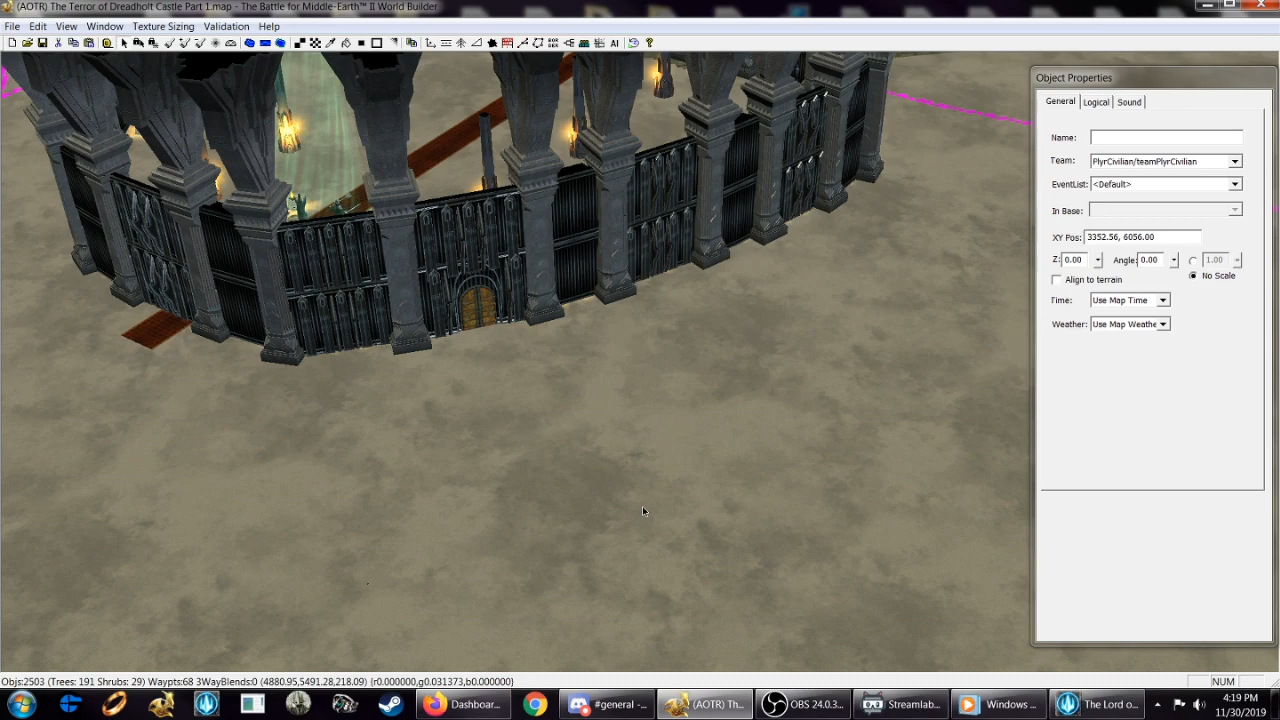 (AOTR) The Terror of Dreadholt Castle Part 1.map - The Battle for Middle-Earth™ II World Builder
File Edit View Window Texture Sizing Validation Help
AI
Object Properties
General Logical Sound
Name:
Team: PlyrCivilian/teamPlyrCivilian
EventList: <Default>
In Base:
XY Pos: 3352.56, 6056.00
Z: 0.00 Angle: 0.00 1.00
No Scale
Align to terrain
Time: Use Map Time
Weather: Use Map Weathe
Objs:2503 (Trees: 191 Shrubs: 29) Waypts:68 3WayBlends:0 (4880.95,5491.28,218.09) {r0.000000,g0.031373,b0.000000}
NUM
Dashboar... #general -... (AOTR) Th... OBS 24.0.3... Streamlab... Windows ... The Lord o...
4:19 PM
11/30/2019